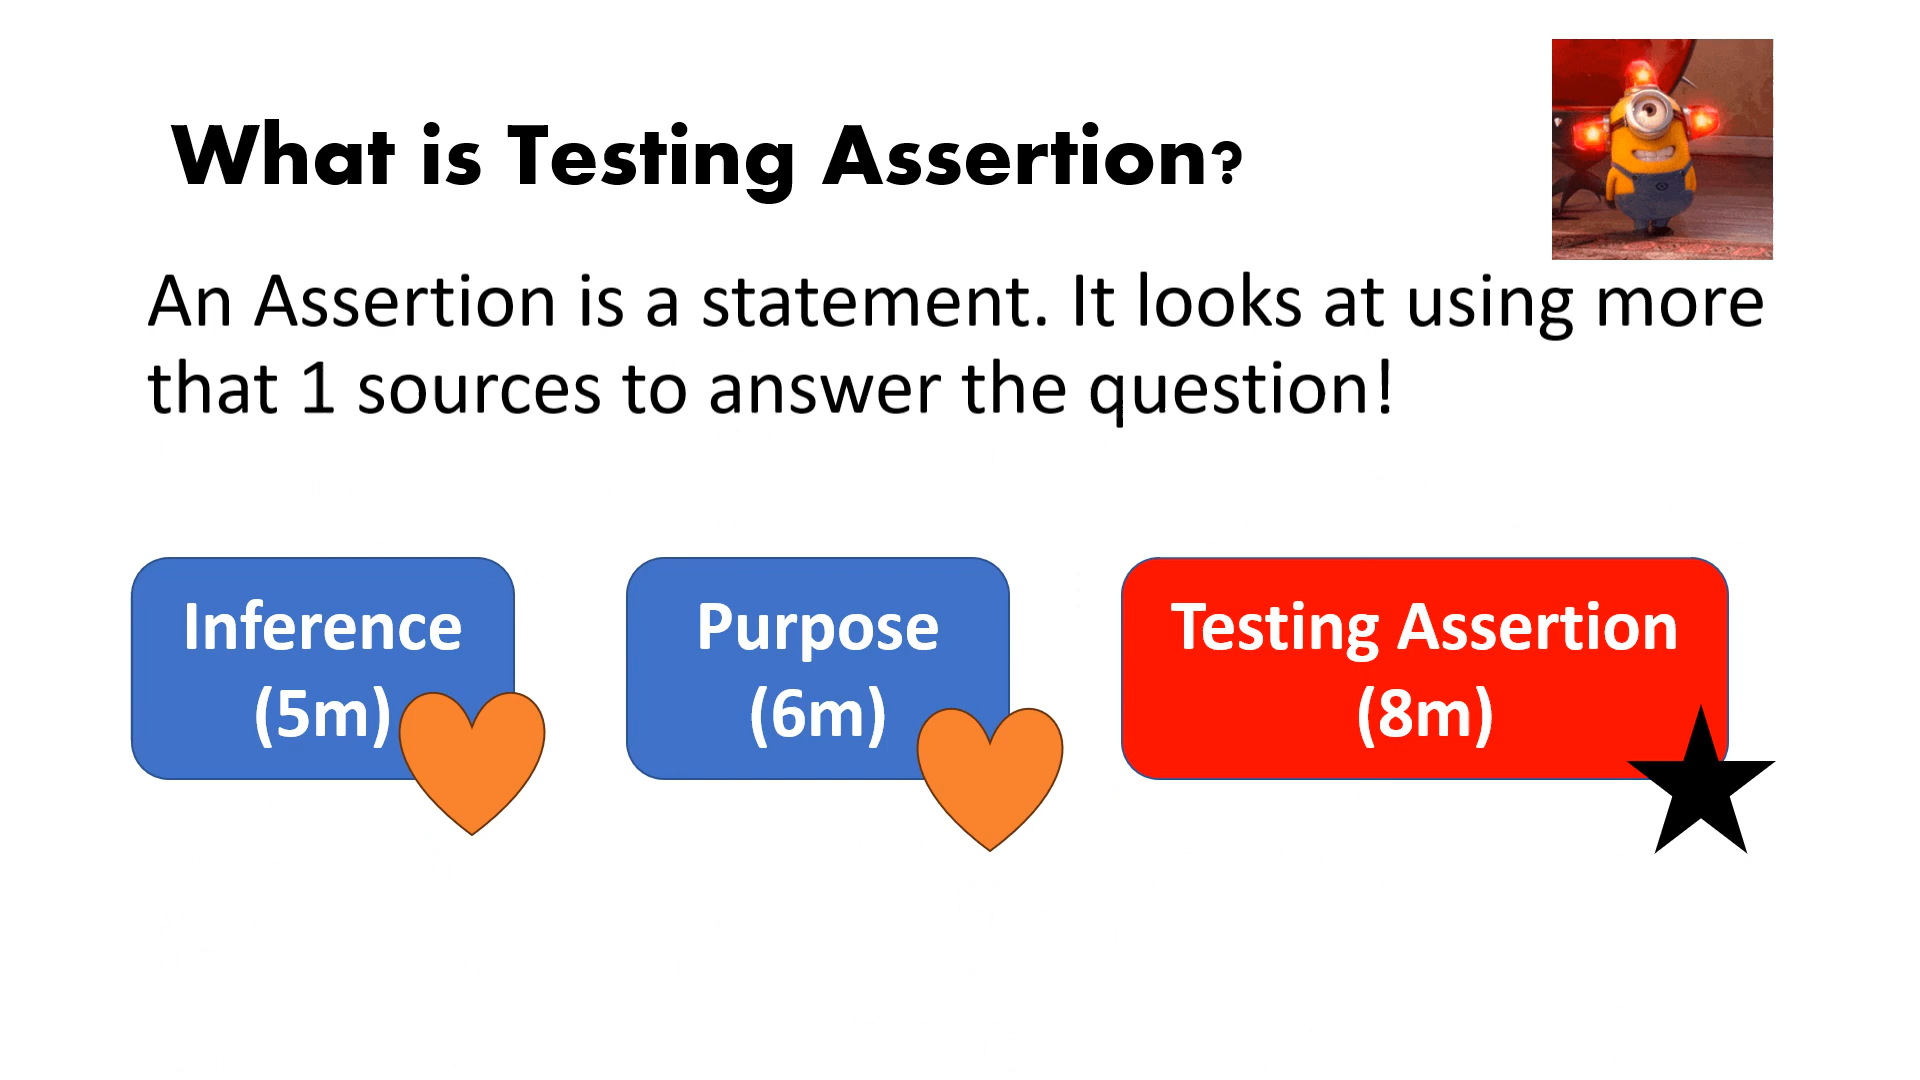 What is Testing Assertion?
An Assertion is a statement. It looks at using more
that 1 sources to answer the question!
Inference
(5m)
Purpose
(6m)
Testing Assertion
(8m)